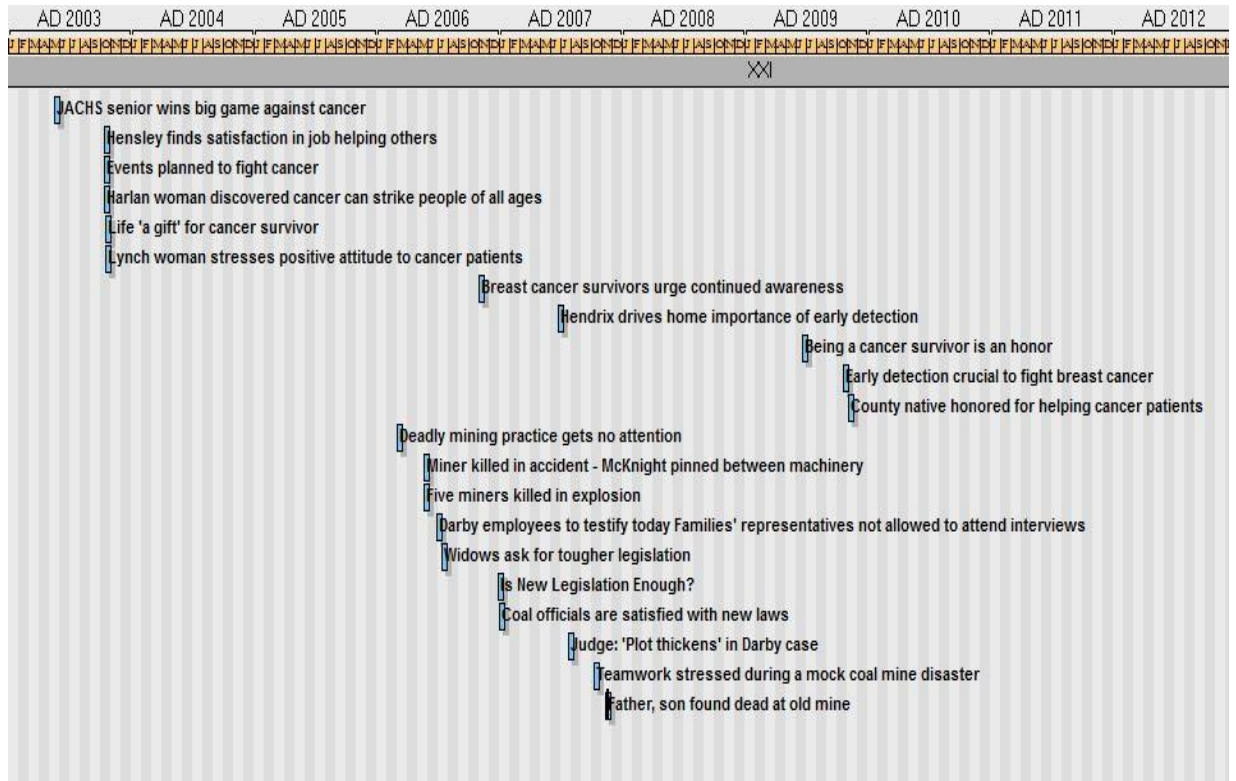 AD 2003 AD 2004 AD 2005 AD 2006 AD 2007 AD 2008 AD 2009 AD 2010 AD 2011 AD 2012
J F M A M J J A S O N D J F M A M J J A S O N D J F M A M J J A S O N D J F M A M J J A S O N D J F M A M J J A S O N D J F M A M J J A S O N D J F M A M J J A S O N D J F M A M J J A S O N D J F M A M J J A S O N D J F M A M J J A S O N
XXI
JACHS senior wins big game against cancer
Hensley finds satisfaction in job helping others
Events planned to fight cancer
Harlan woman discovered cancer can strike people of all ages
Life 'a gift' for cancer survivor
Lynch woman stresses positive attitude to cancer patients
Breast cancer survivors urge continued awareness
Hendrix drives home importance of early detection
Being a cancer survivor is an honor
Early detection crucial to fight breast cancer
County native honored for helping cancer patients
Deadly mining practice gets no attention
Miner killed in accident - McKnight pinned between machinery
Five miners killed in explosion
Darby employees to testify today Families' representatives not allowed to attend interviews
Widows ask for tougher legislation
Is New Legislation Enough?
Coal officials are satisfied with new laws
Judge: 'Plot thickens' in Darby case
Teamwork stressed during a mock coal mine disaster
Father, son found dead at old mine